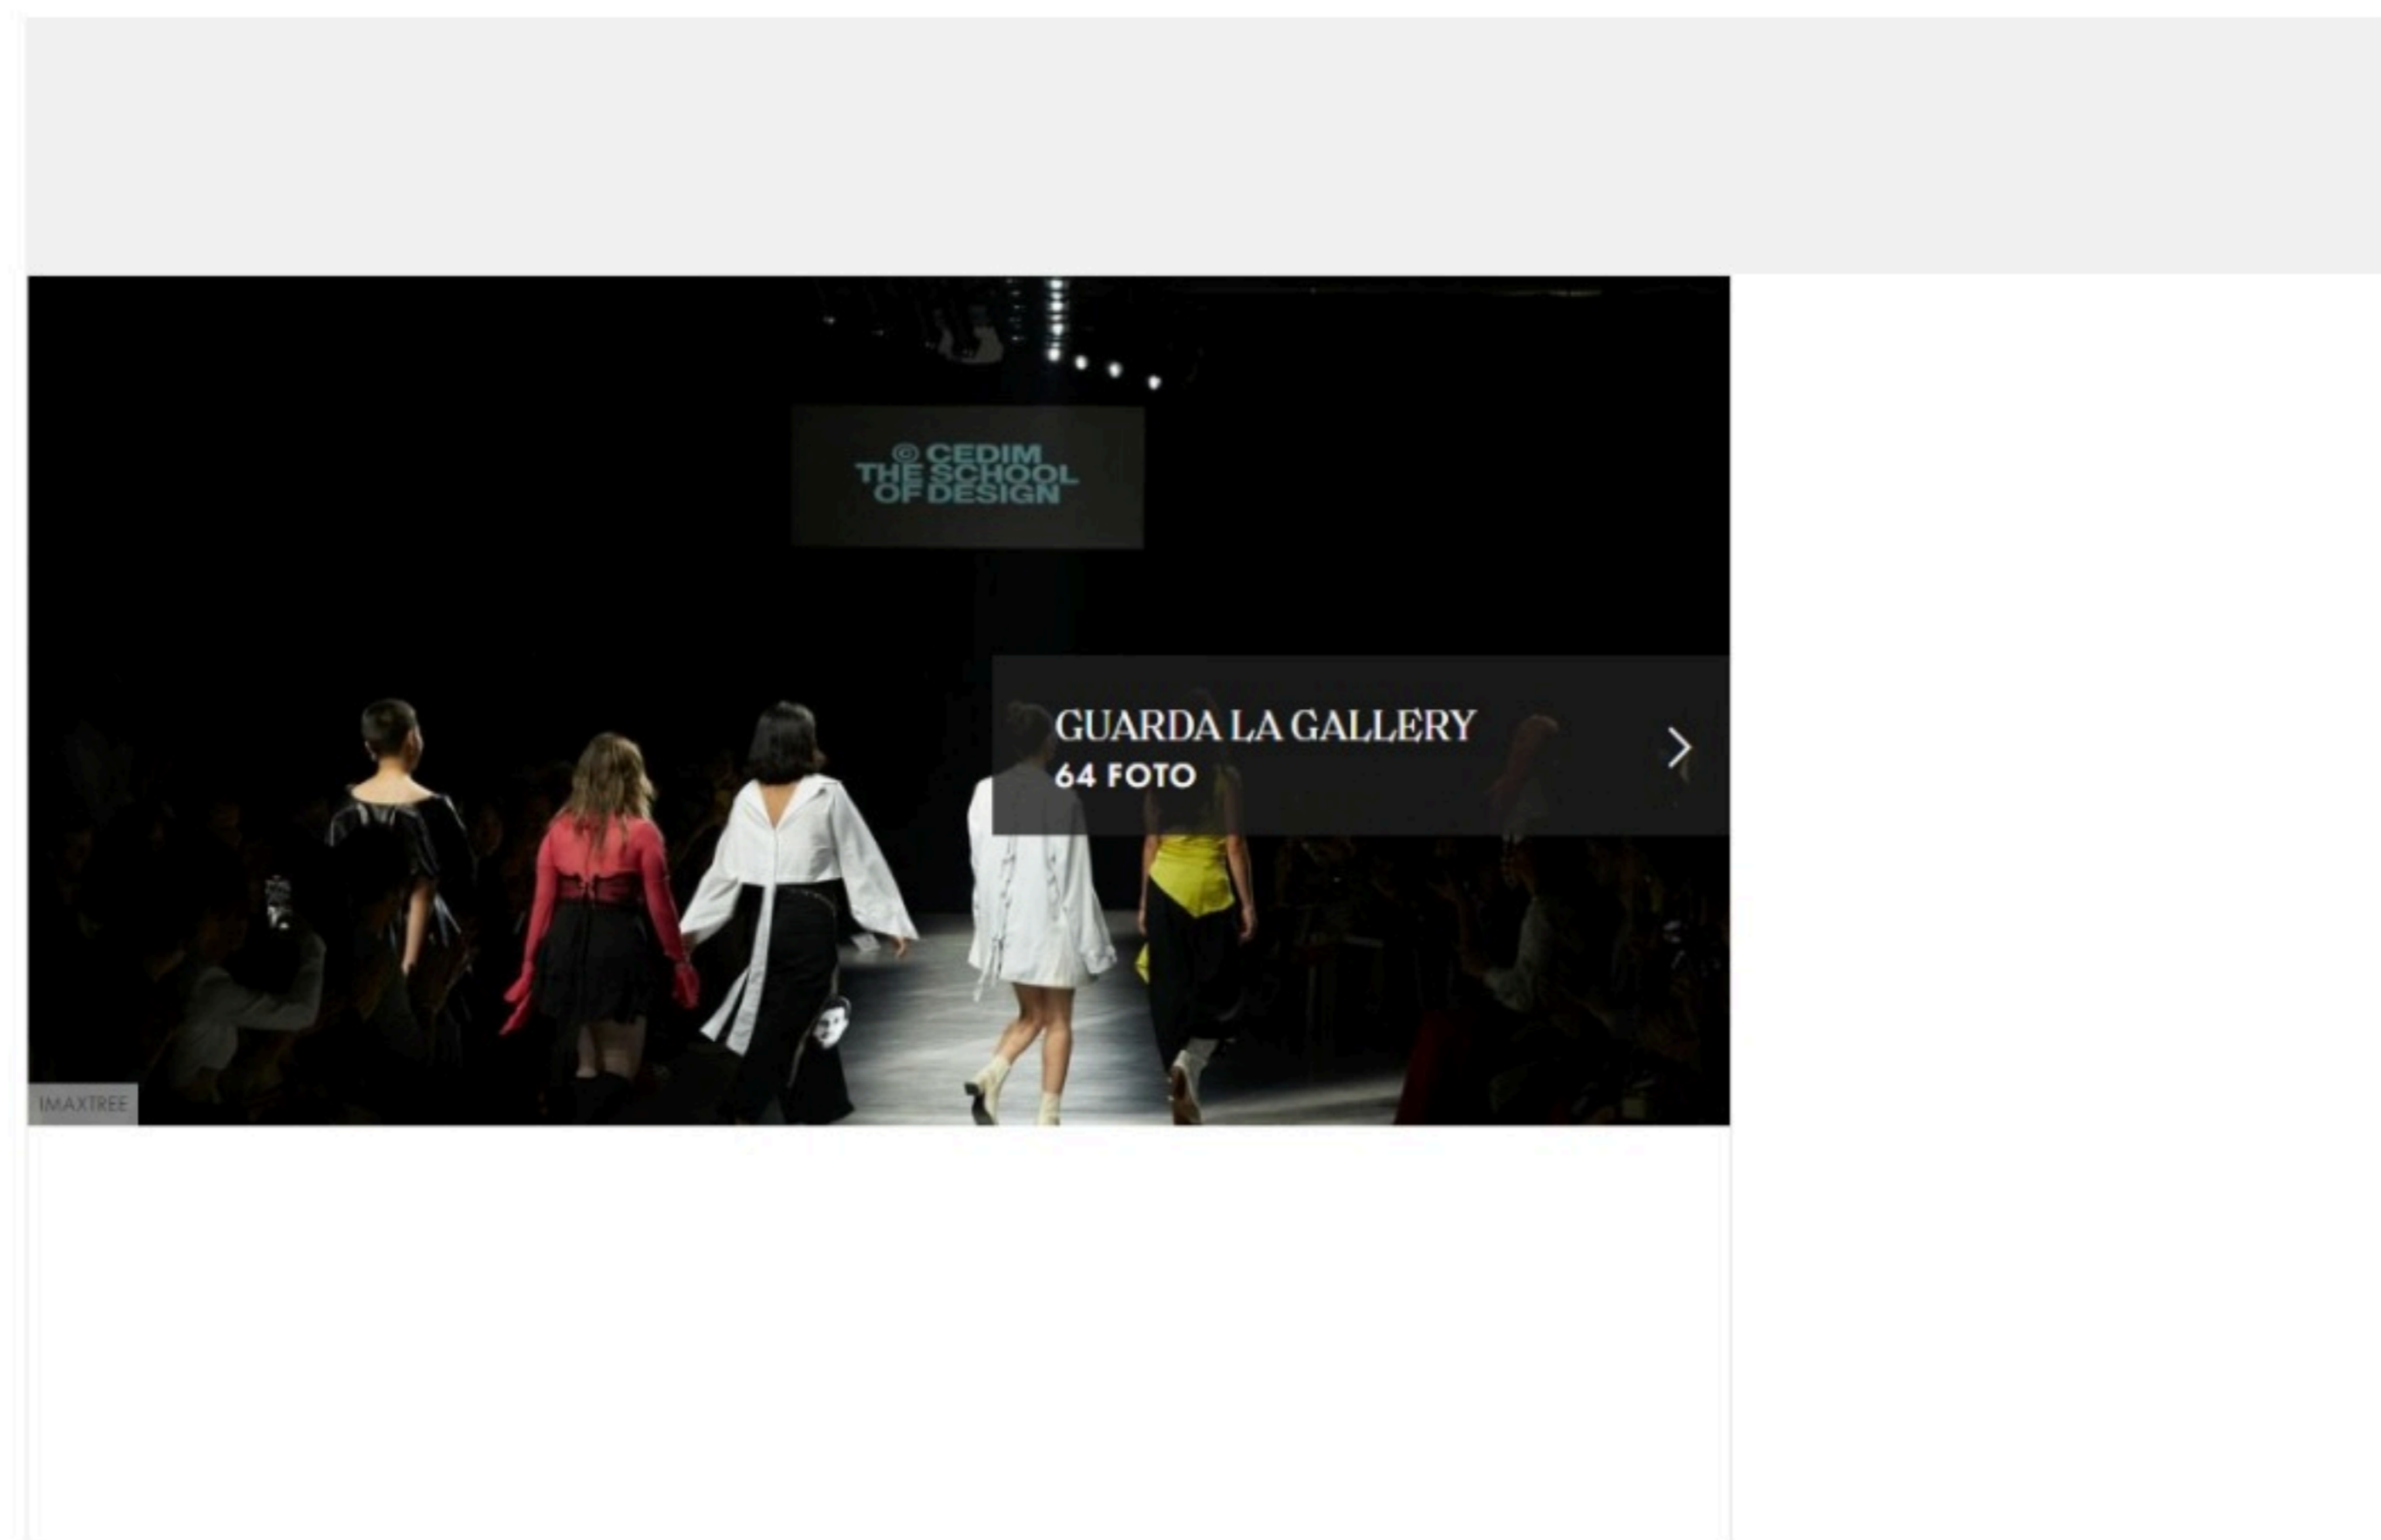 © CEDIM
THE SCHOOL
OF DESIGN
GUARDA LA GALLERY
64 FOTO
IMAXTREE